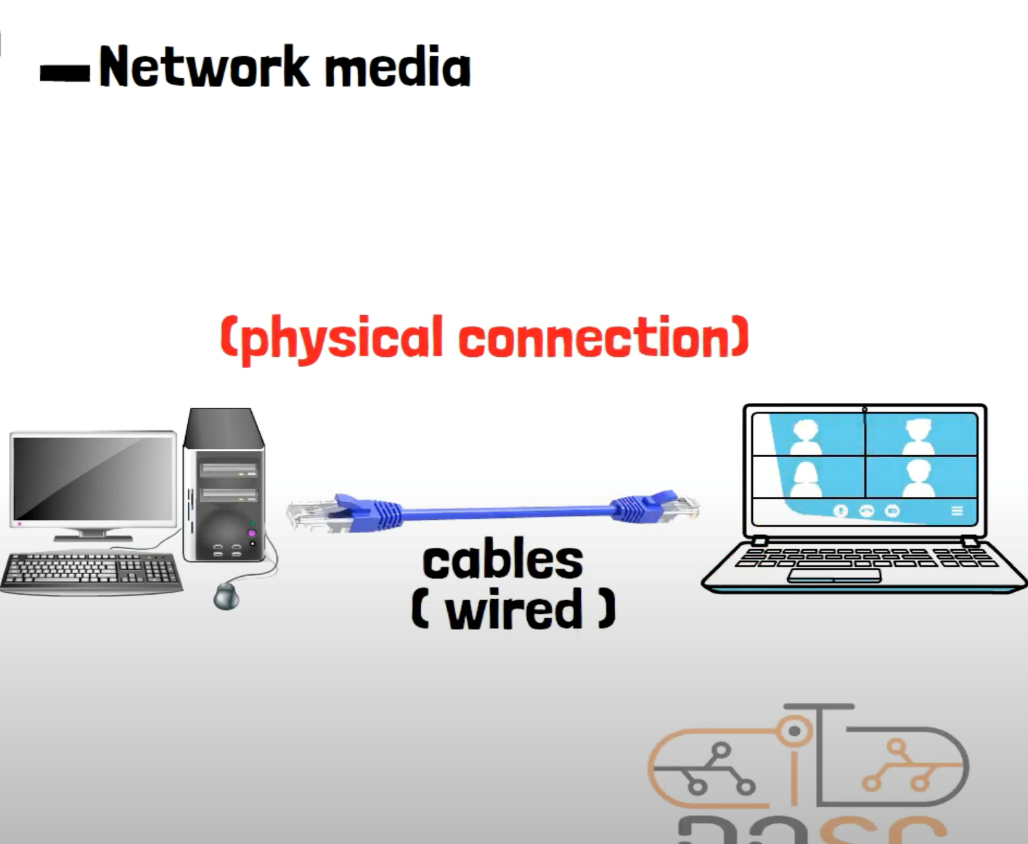 Network media
(physical connection)
cables
( wired )